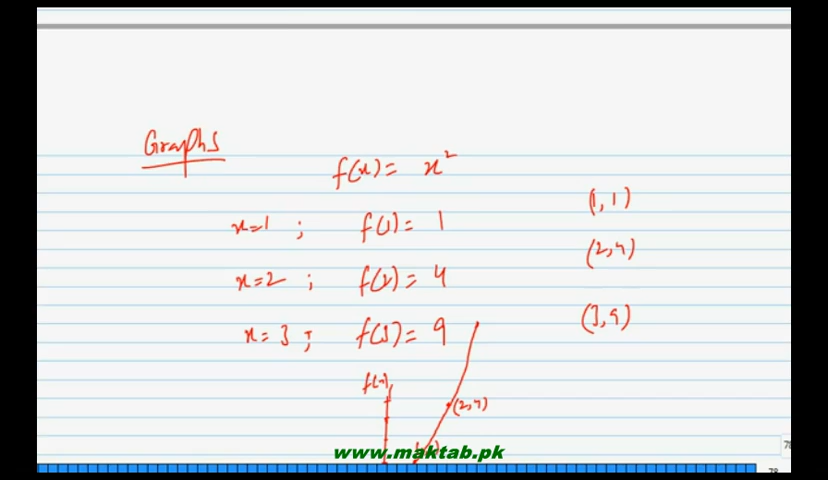 Graphs
f(x) = x²
(1, 1)
x=1 ; f(1) = 1
(2, 4)
x=2 ; f(2) = 4
(3, 9)
x = 3 ; f(3) = 9
f(x)
(2, 4)
www.maktab.pk
78